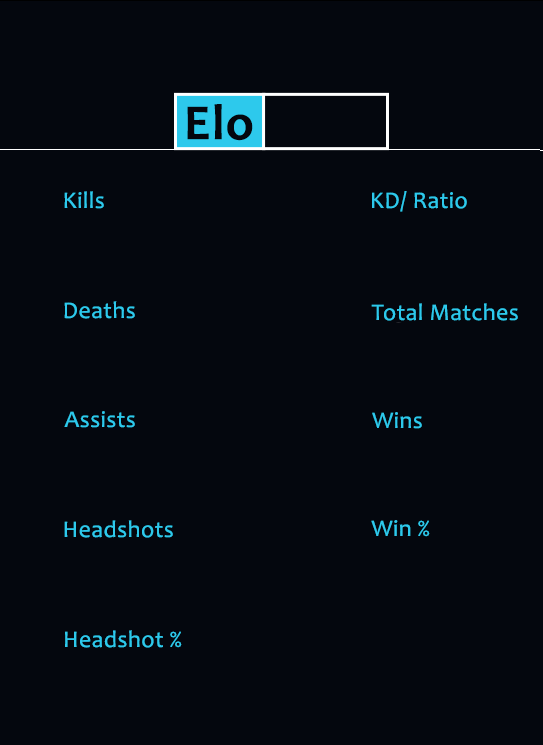 Elo
Kills
KD/ Ratio
Deaths
Total Matches
Assists
Wins
Headshots
Win %
Headshot %